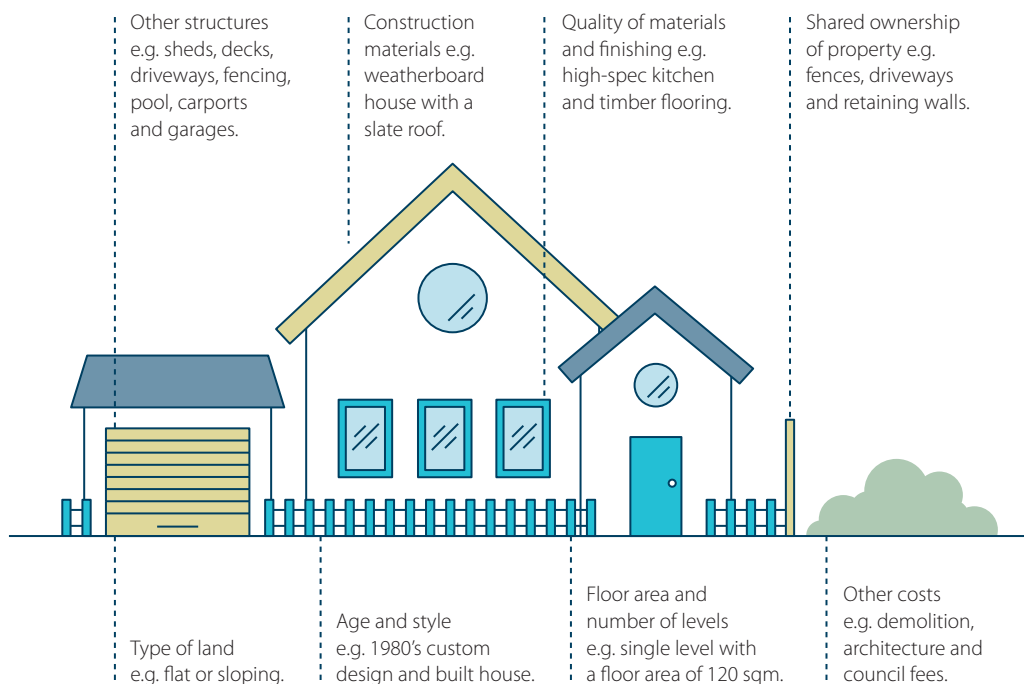 Other structures
e.g. sheds, decks,
driveways, fencing,
pool, carports
and garages.
Construction
materials e.g.
weatherboard
house with a
slate roof.
Quality of materials
and finishing e.g.
high-spec kitchen
and timber flooring.
Shared ownership
of property e.g.
fences, driveways
and retaining walls.
Type of land
e.g. flat or sloping.
Age and style
e.g. 1980's custom
design and built house.
Floor area and
number of levels
e.g. single level with
a floor area of 120 sqm.
Other costs
e.g. demolition,
architecture and
council fees.